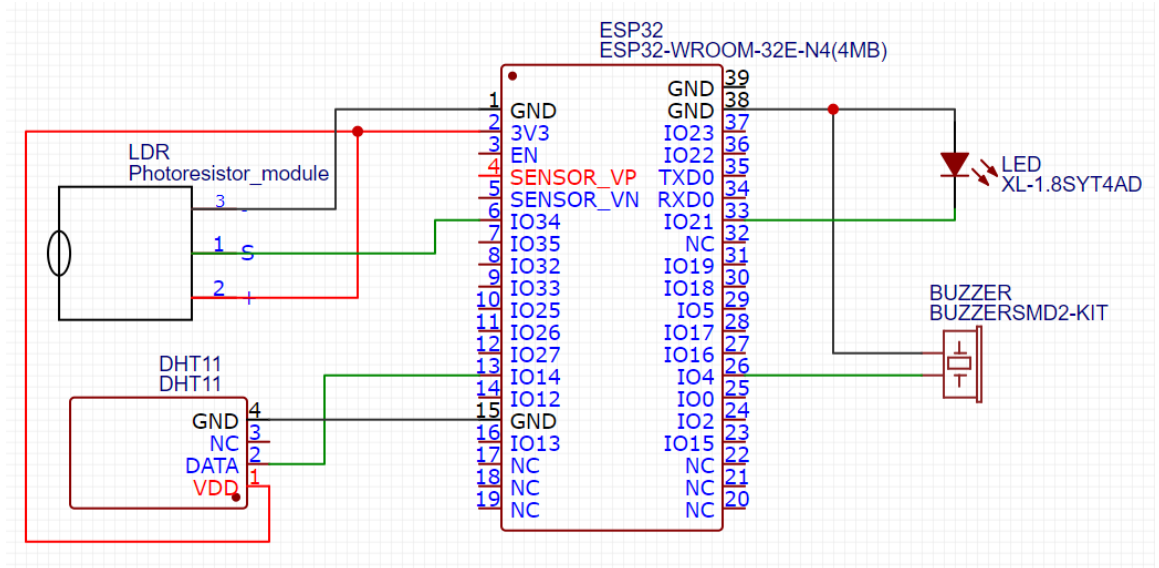 ESP32
ESP32-WROOM-32E-N4(4MB)
1 GND
2 3V3
3 EN
4 SENSOR_VP
5 SENSOR_VN
6 IO34
7 IO35
8 IO32
9 IO33
10 IO25
11 IO26
12 IO27
13 IO14
14 IO12
15 GND
16 IO13
17 NC
18 NC
19 NC
GND 39
GND 38
IO23 37
IO22 36
TXD0 35
RXD0 34
IO21 33
NC 32
IO19 31
IO18 30
IO5 29
IO17 28
IO16 27
IO4 26
IO0 25
IO2 24
IO15 23
NC 22
NC 21
NC 20
LDR
Photoresistor_module
3 -
1 S
2 +
DHT11
DHT11
GND 4
NC 3
DATA 2
VDD 1
LED
XL-1.8SYT4AD
BUZZER
BUZZERSMD2-KIT